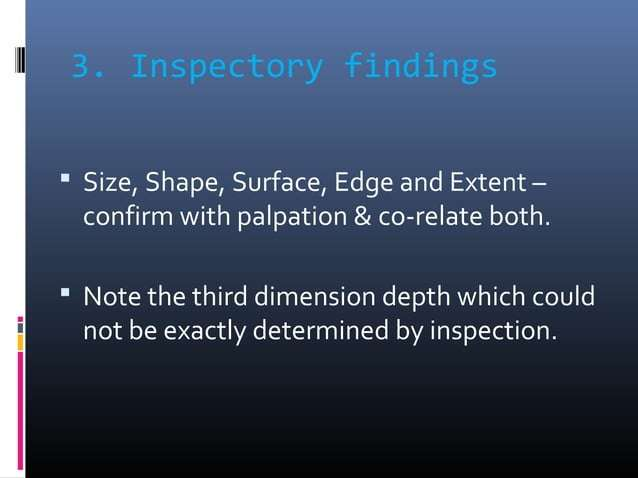 3. Inspectory findings
▪ Size, Shape, Surface, Edge and Extent –
confirm with palpation & co-relate both.
▪ Note the third dimension depth which could
not be exactly determined by inspection.